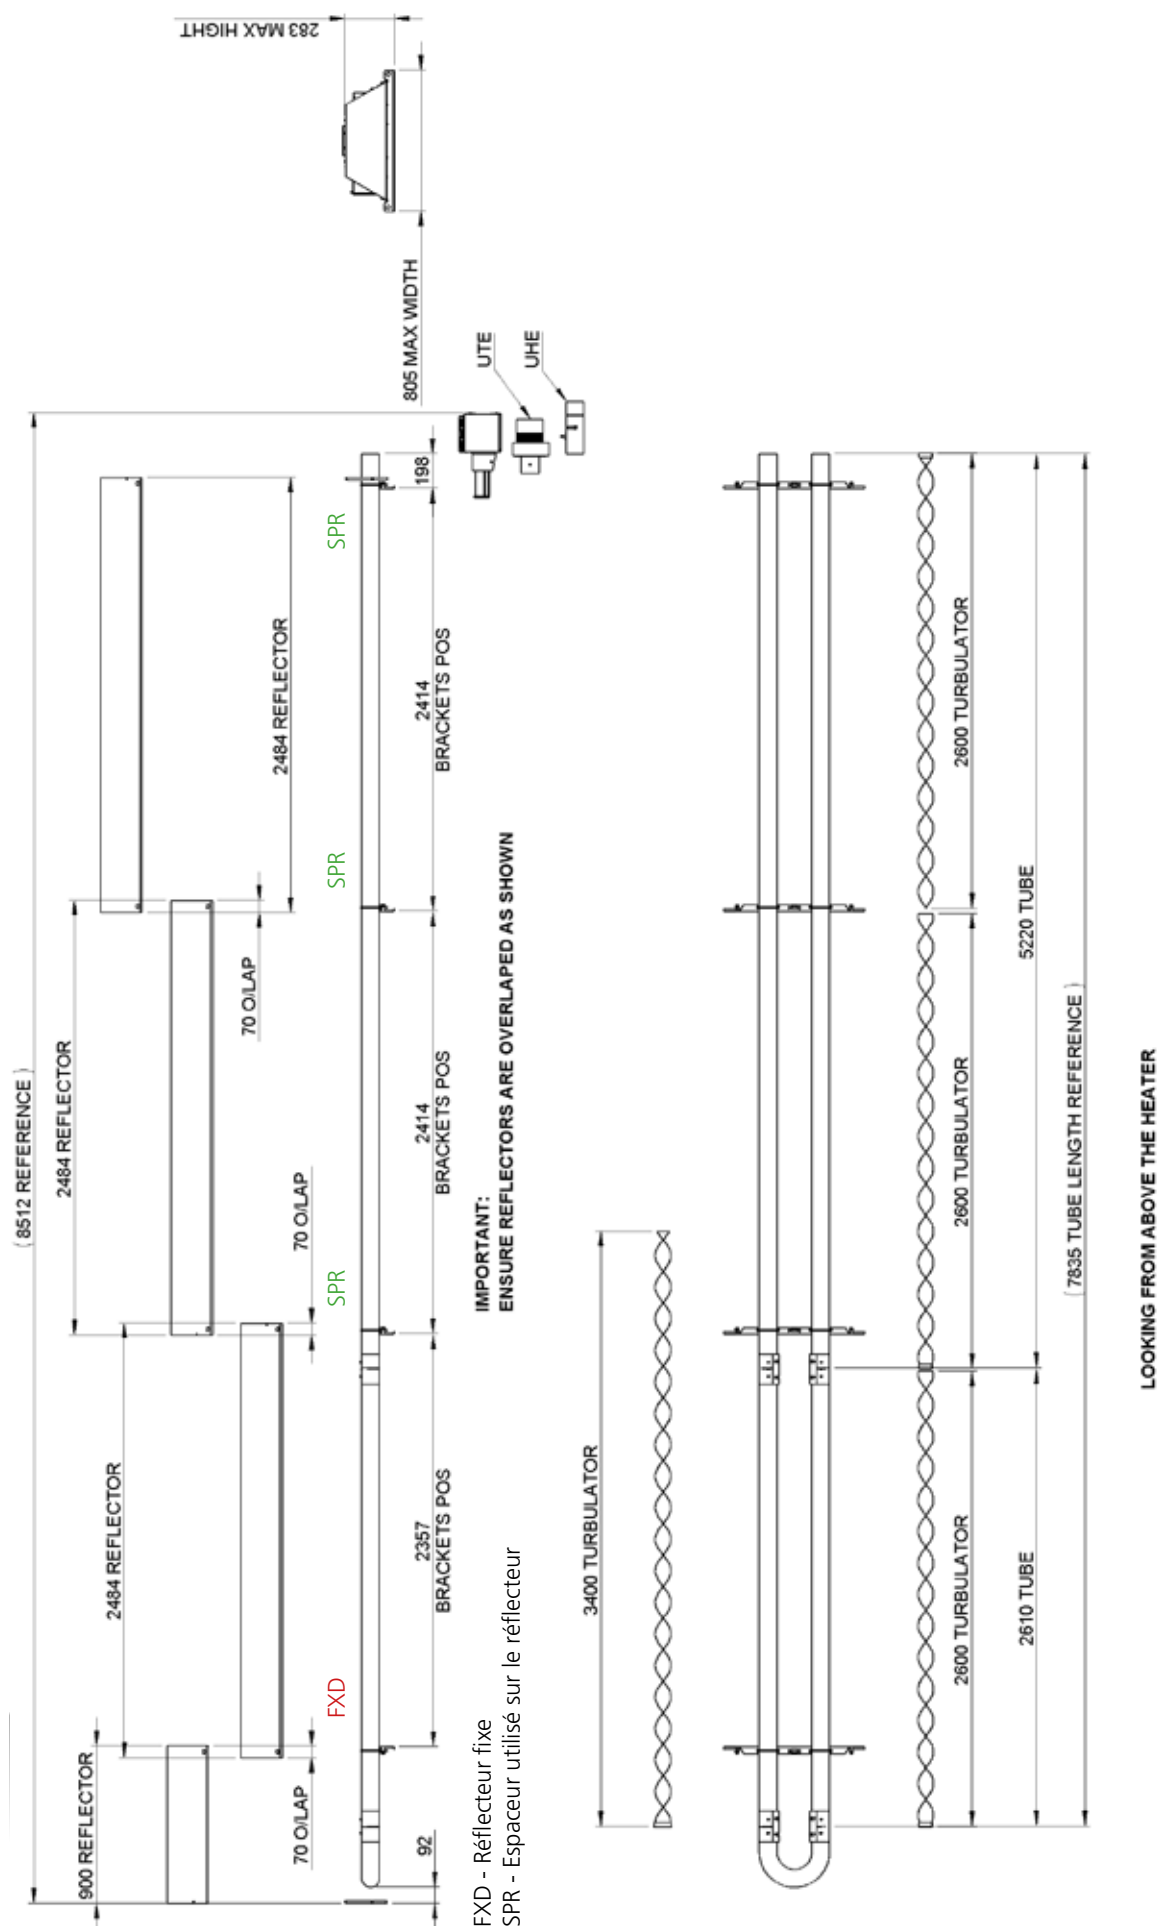 ( 8512 REFERENCE )
900 REFLECTOR
2484 REFLECTOR
2484 REFLECTOR
2484 REFLECTOR
70 O/LAP
70 O/LAP
70 O/LAP
FXD
SPR
SPR
SPR
92
2357
BRACKETS POS
2414
BRACKETS POS
2414
BRACKETS POS
198
283 MAX HIGHT
805 MAX WIDTH
UTE
UHE
IMPORTANT:
ENSURE REFLECTORS ARE OVERLAPED AS SHOWN
FXD - Réflecteur fixe
SPR - Espaceur utilisé sur le réflecteur
3400 TURBULATOR
2600 TURBULATOR
2600 TURBULATOR
2600 TURBULATOR
2610 TUBE
5220 TUBE
( 7835 TUBE LENGTH REFERENCE )
LOOKING FROM ABOVE THE HEATER